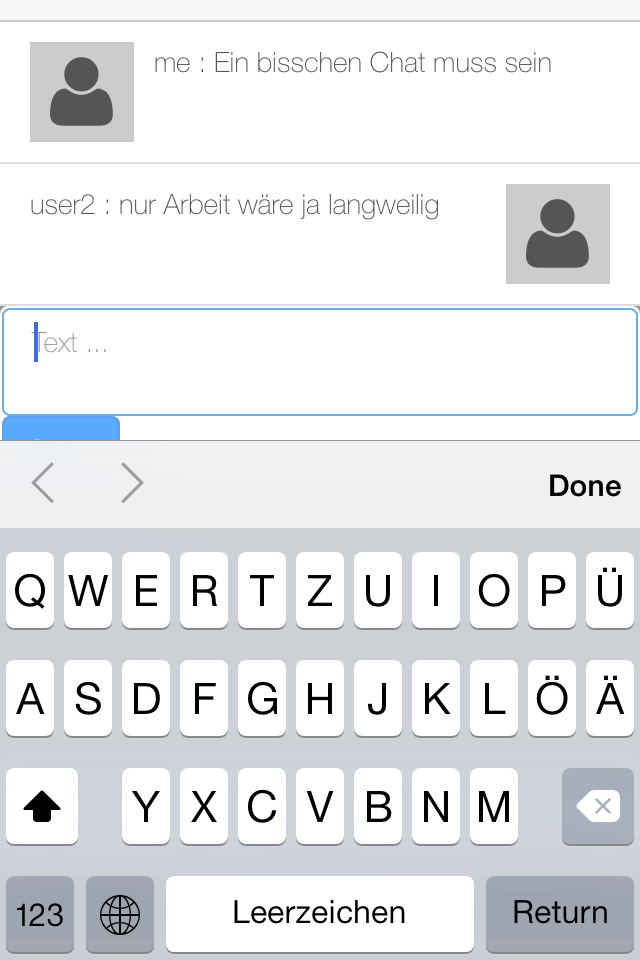 me : Ein bisschen Chat muss sein
user2 : nur Arbeit wäre ja langweilig
Text ...
Done
Q W E R T Z U I O P Ü
A S D F G H J K L Ö Ä
Y X C V B N M
123 Leerzeichen Return